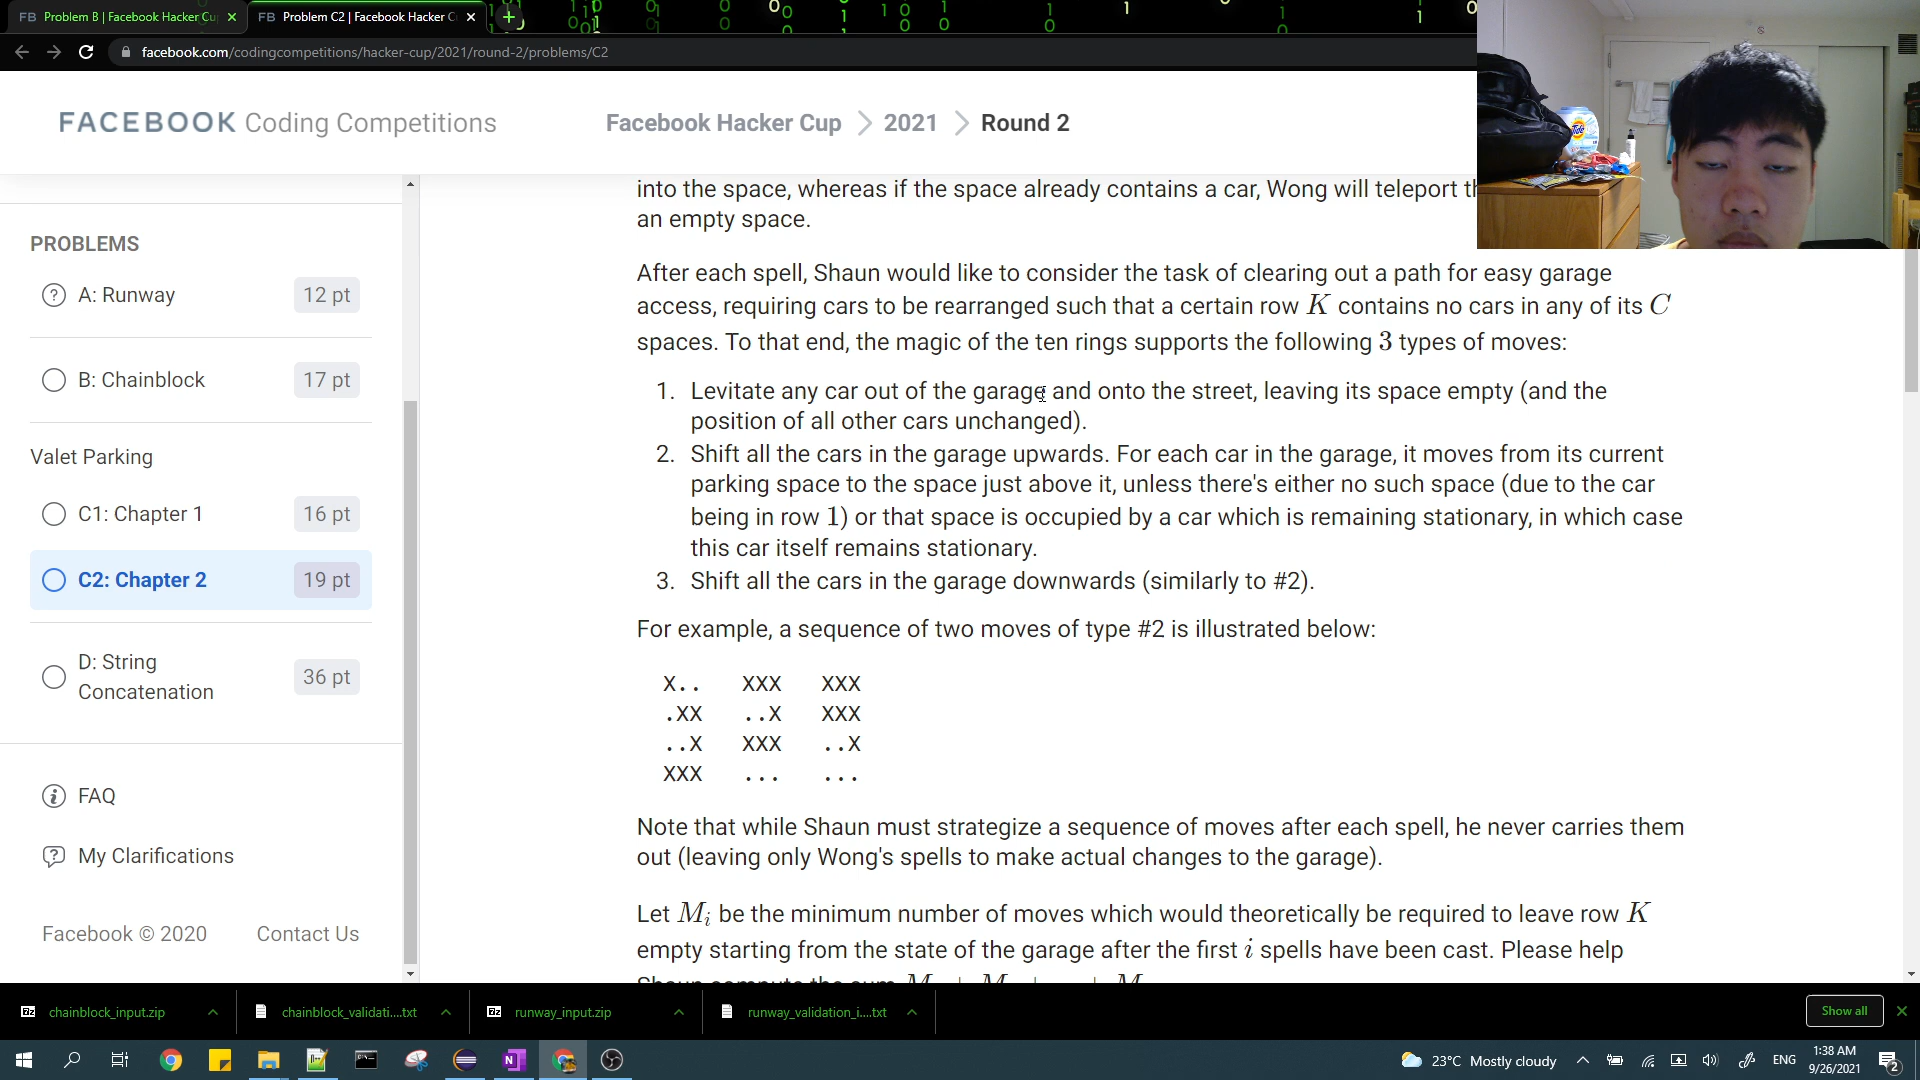 Problem B | Facebook Hacker Cu
Problem C2 | Facebook Hacker C
facebook.com/codingcompetitions/hacker-cup/2021/round-2/problems/C2
FACEBOOK Coding Competitions
Facebook Hacker Cup
2021
Round 2
PROBLEMS
A: Runway
12 pt
B: Chainblock
17 pt
Valet Parking
C1: Chapter 1
16 pt
C2: Chapter 2
19 pt
D: String
Concatenation
36 pt
FAQ
My Clarifications
Facebook © 2020
Contact Us
into the space, whereas if the space already contains a car, Wong will teleport
an empty space.
After each spell, Shaun would like to consider the task of clearing out a path for easy garage
access, requiring cars to be rearranged such that a certain row K contains no cars in any of its C
spaces. To that end, the magic of the ten rings supports the following 3 types of moves:
1. Levitate any car out of the garage and onto the street, leaving its space empty (and the
position of all other cars unchanged).
2. Shift all the cars in the garage upwards. For each car in the garage, it moves from its current
parking space to the space just above it, unless there's either no such space (due to the car
being in row 1) or that space is occupied by a car which is remaining stationary, in which case
this car itself remains stationary.
3. Shift all the cars in the garage downwards (similarly to #2).
For example, a sequence of two moves of type #2 is illustrated below:
X.. XXX XXX
.XX ..X XXX
..X XXX ..X
XXX ... ...
Note that while Shaun must strategize a sequence of moves after each spell, he never carries them
out (leaving only Wong's spells to make actual changes to the garage).
Let Mi be the minimum number of moves which would theoretically be required to leave row K
empty starting from the state of the garage after the first i spells have been cast. Please help
chainblock_input.zip
chainblock_validati....txt
runway_input.zip
runway_validation_i....txt
Show all
23°C Mostly cloudy
ENG
1:38 AM
9/26/2021
2
Tide